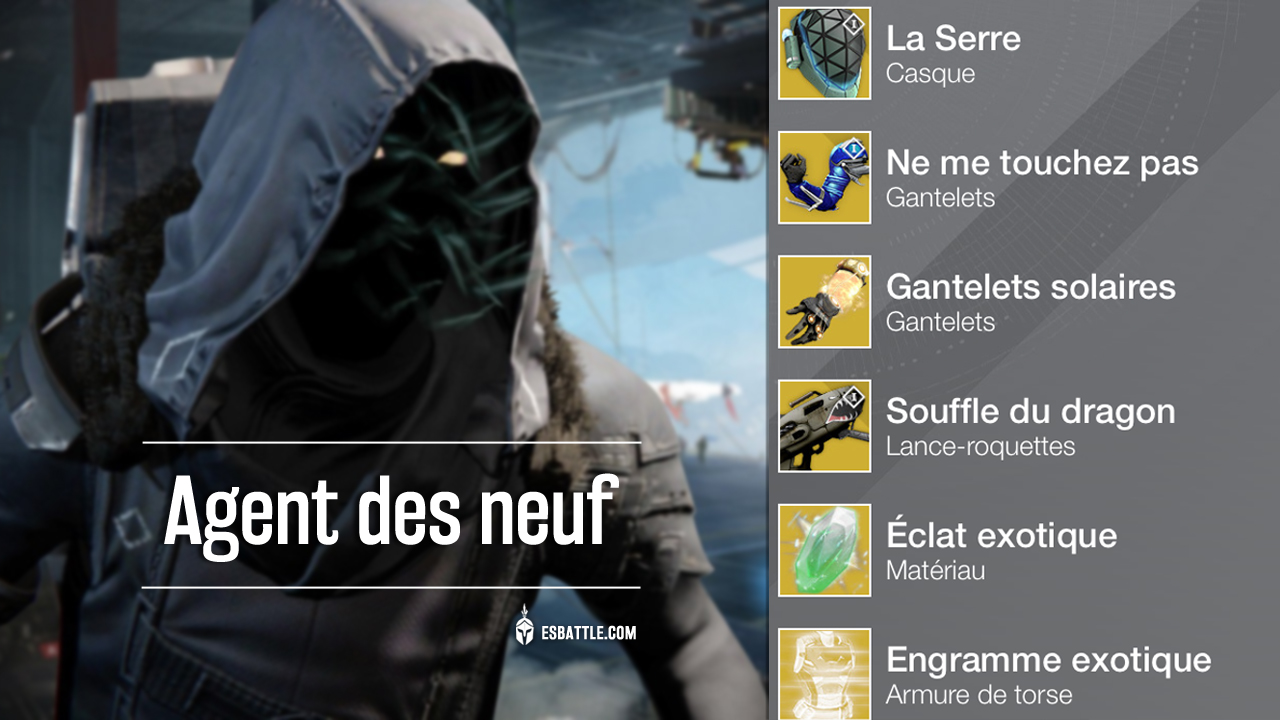 Agent des neuf
ESBATTLE.COM
La Serre
Casque
Ne me touchez pas
Gantelets
Gantelets solaires
Gantelets
Souffle du dragon
Lance-roquettes
Éclat exotique
Matériau
Engramme exotique
Armure de torse